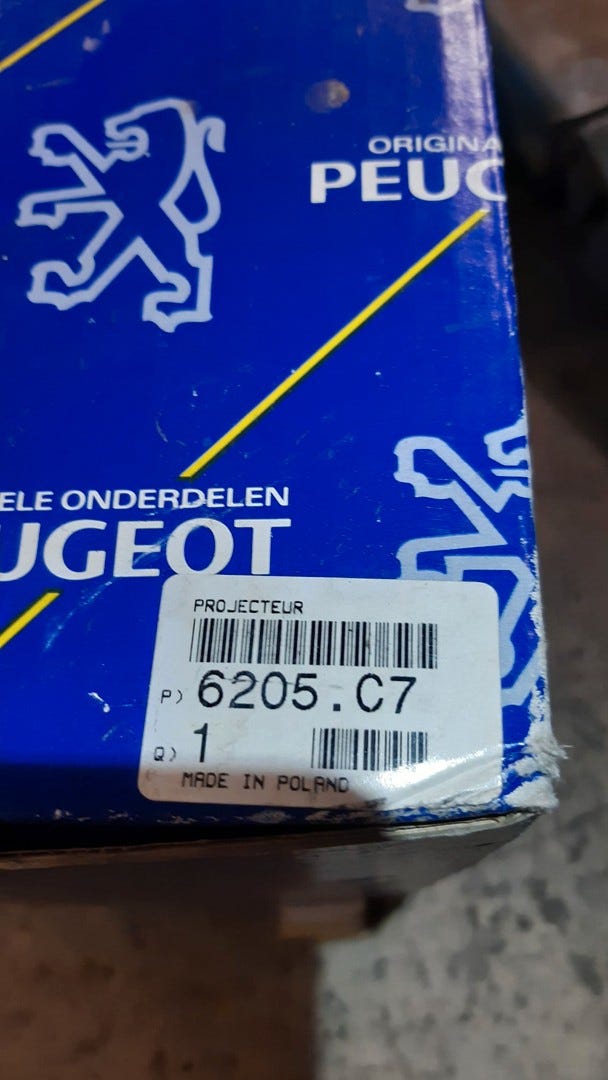 ORIGINA
PEUG
ELE ONDERDELEN
UGEOT
PROJECTEUR
P) 6205.C7
Q) 1
MADE IN POLAND